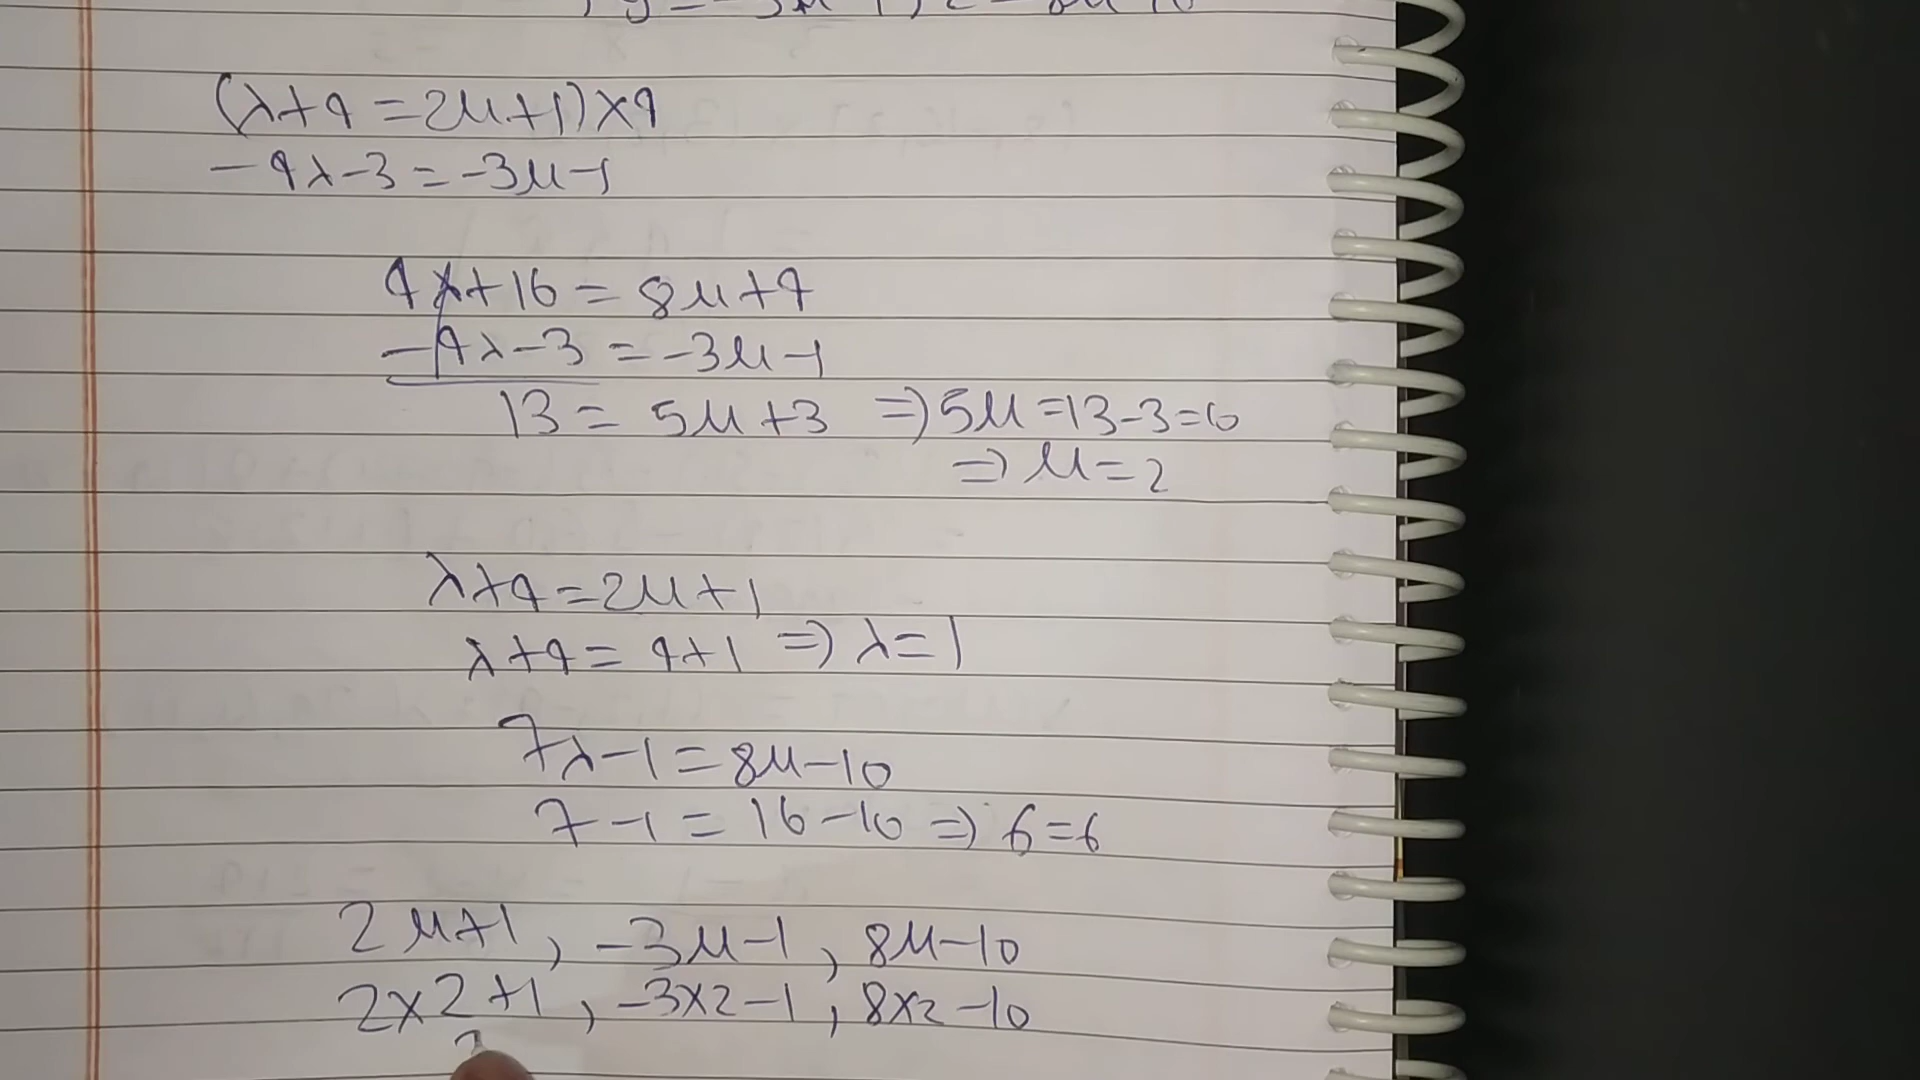 (λ+4=2μ+1)×4
-4λ-3=-3μ-1
4λ+16=8μ+4
-4λ-3=-3μ-1
13=5μ+3 ⇒5μ=13-3=10
⇒μ=2
λ+4=2μ+1
λ+4=4+1 ⇒λ=1
7λ-1=8μ-10
7-1=16-10 ⇒ 6=6
2μ+1, -3μ-1, 8μ-10
2×2+1, -3×2-1, 8×2-10